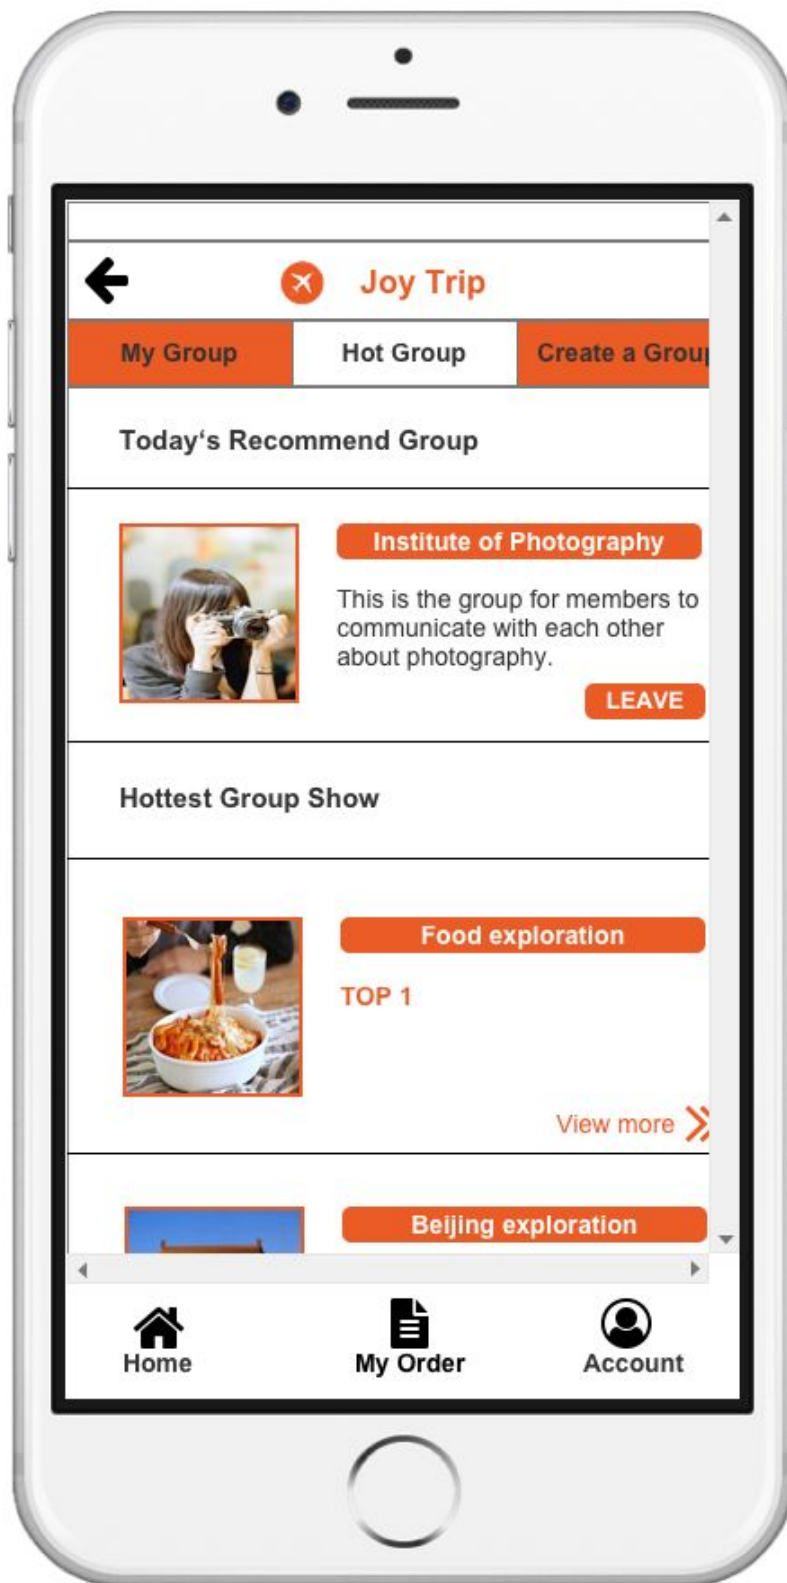 Joy Trip
My Group
Hot Group
Create a Group
Today‘s Recommend Group
Institute of Photography
This is the group for members to
communicate with each other
about photography.
LEAVE
Hottest Group Show
Food exploration
TOP 1
View more
Beijing exploration
Home
My Order
Account